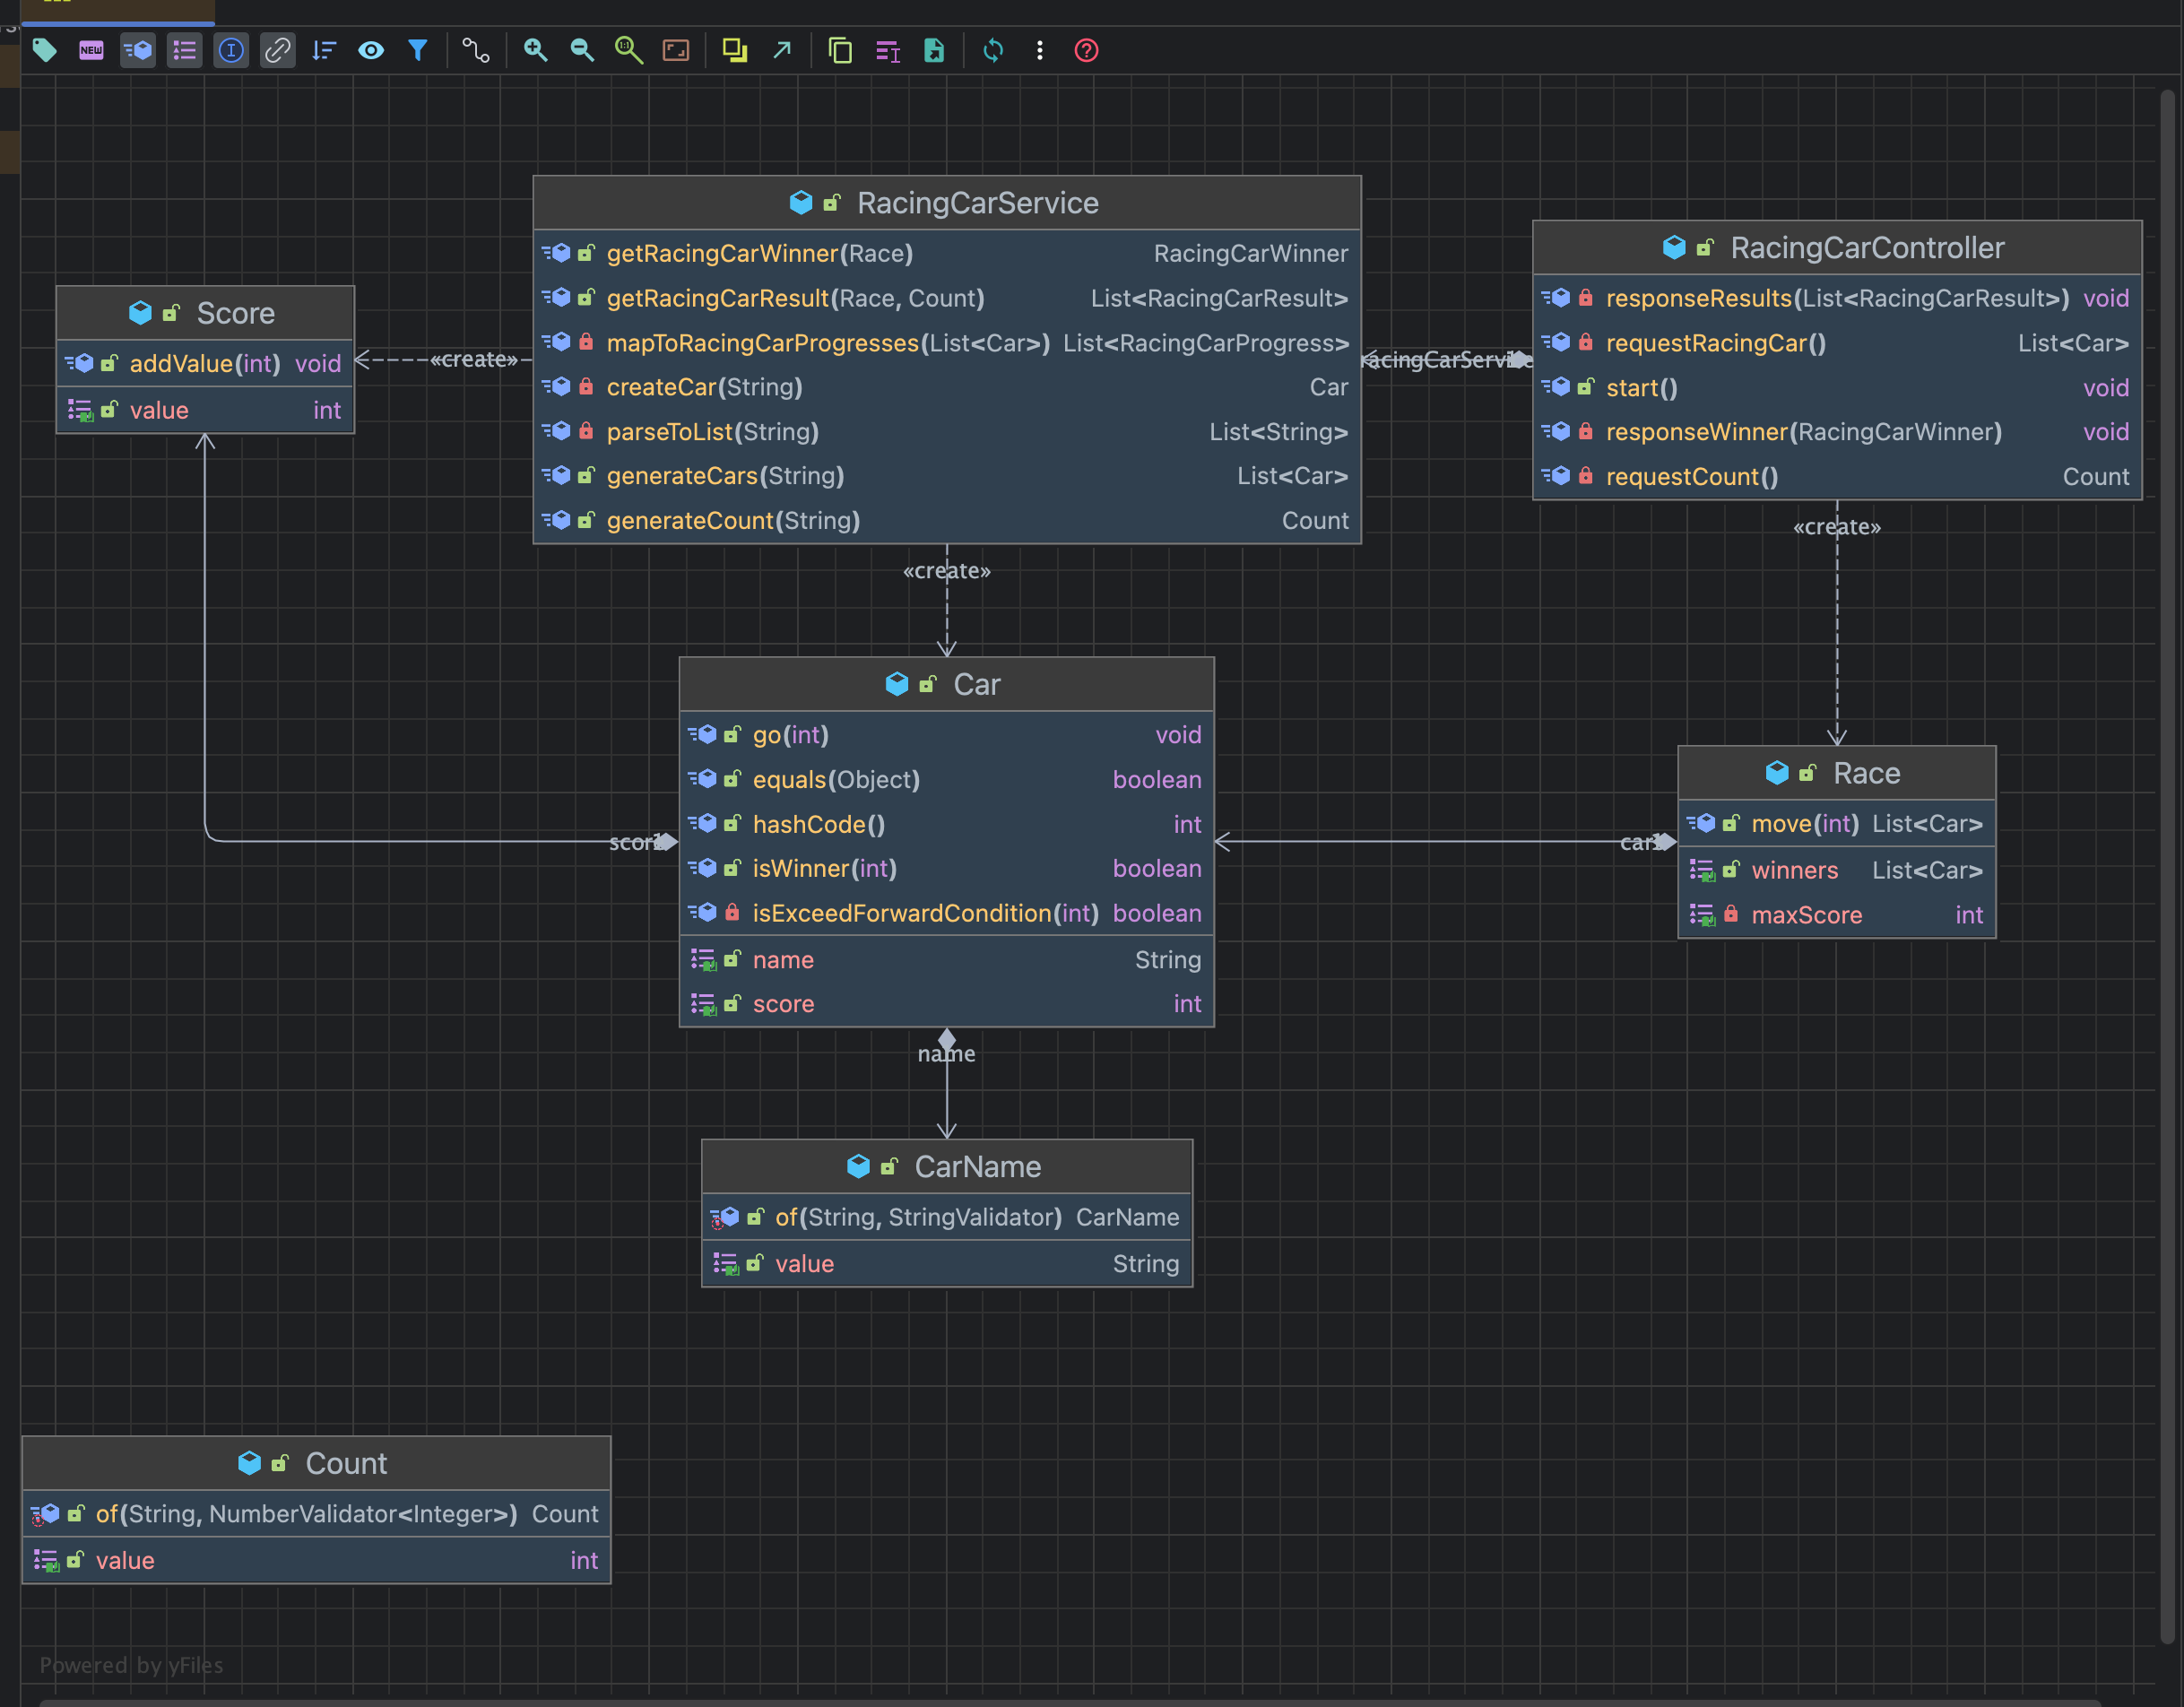 NEW
1:1
RacingCarService
getRacingCarWinner(Race) RacingCarWinner
getRacingCarResult(Race, Count) List<RacingCarResult>
mapToRacingCarProgresses(List<Car>) List<RacingCarProgress>
createCar(String) Car
parseToList(String) List<String>
generateCars(String) List<Car>
generateCount(String) Count
RacingCarController
responseResults(List<RacingCarResult>) void
requestRacingCar() List<Car>
start() void
responseWinner(RacingCarWinner) void
requestCount() Count
Score
addValue(int) void
value int
«create»
«create»
«create»
Car
go(int) void
equals(Object) boolean
hashCode() int
isWinner(int) boolean
isExceedForwardCondition(int) boolean
name String
score int
Race
move(int) List<Car>
winners List<Car>
maxScore int
name
CarName
of(String, StringValidator) CarName
value String
Count
of(String, NumberValidator<Integer>) Count
value int
Powered by yFiles